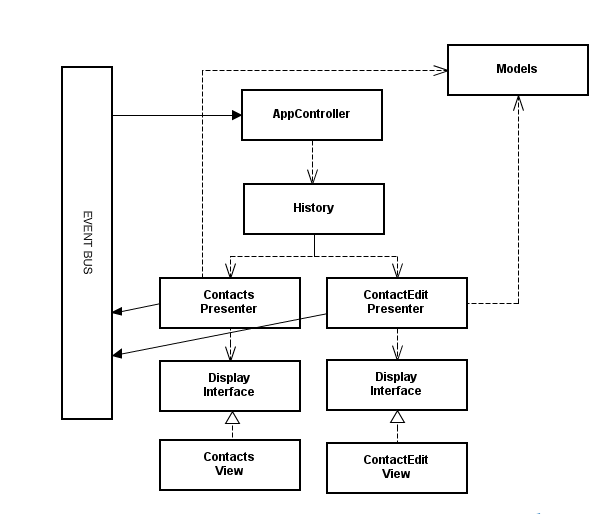 Models
AppController
EVENT BUS
History
Contacts
Presenter
ContactEdit
Presenter
Display
Interface
Display
Interface
Contacts
View
ContactEdit
View